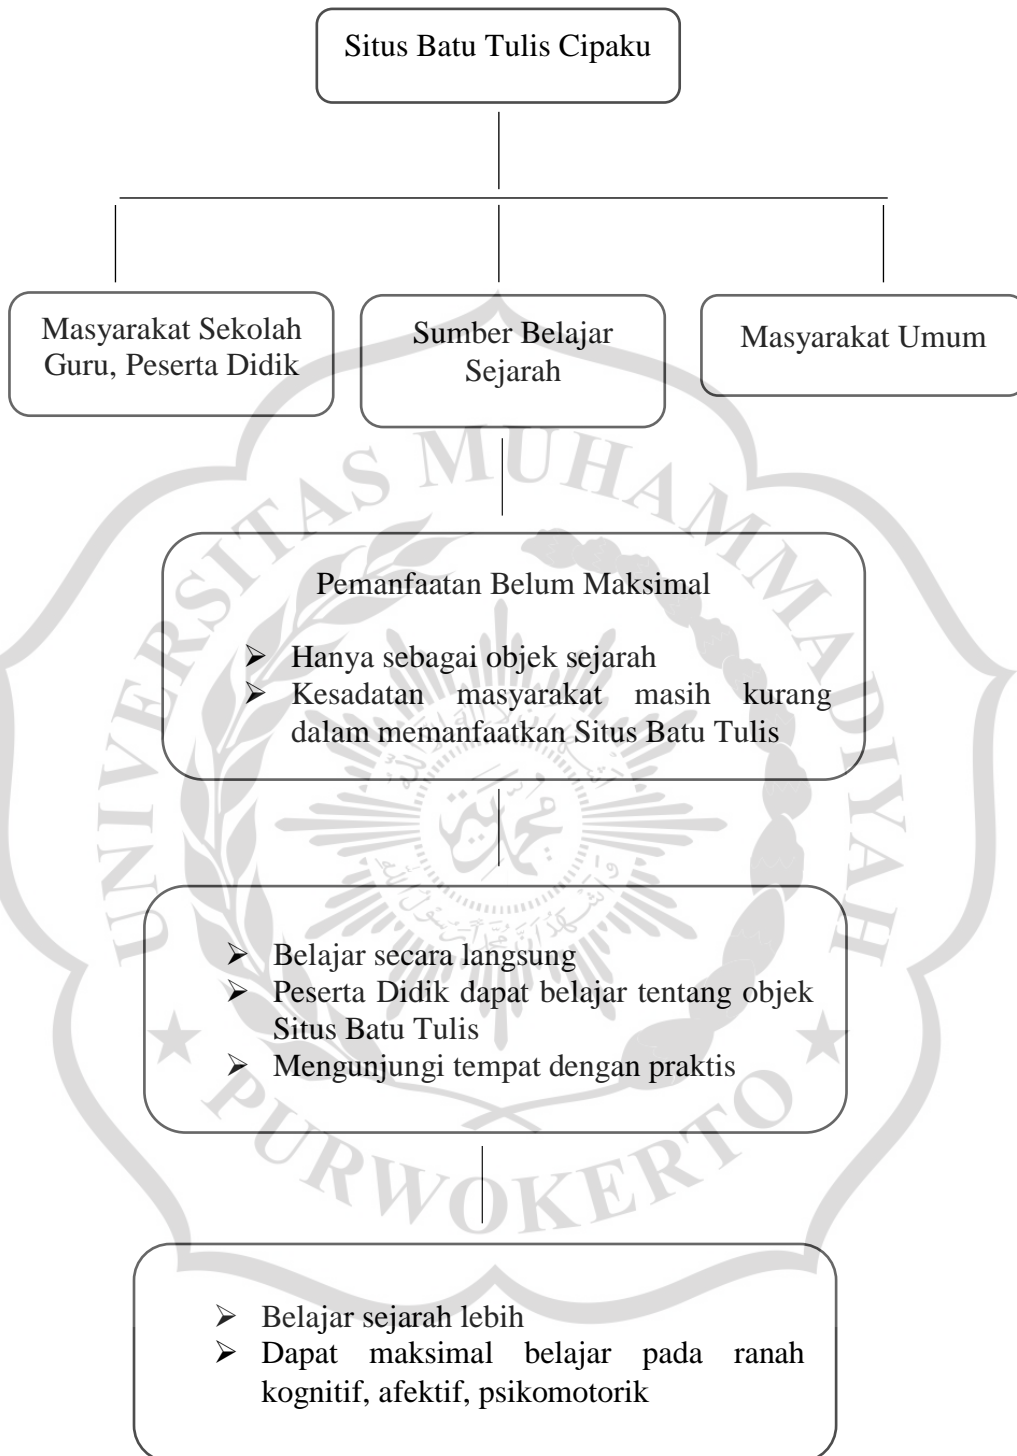 Situs Batu Tulis Cipaku
Masyarakat Sekolah
Guru, Peserta Didik
Sumber Belajar
Sejarah
Masyarakat Umum
Pemanfaatan Belum Maksimal
➢ Hanya sebagai objek sejarah
➢ Kesadatan masyarakat masih kurang
dalam memanfaatkan Situs Batu Tulis
➢ Belajar secara langsung
➢ Peserta Didik dapat belajar tentang objek
Situs Batu Tulis
➢ Mengunjungi tempat dengan praktis
➢ Belajar sejarah lebih
➢ Dapat maksimal belajar pada ranah
kognitif, afektif, psikomotorik
UNIVERSITAS MUHAMMADIYAH
PURWOKERTO